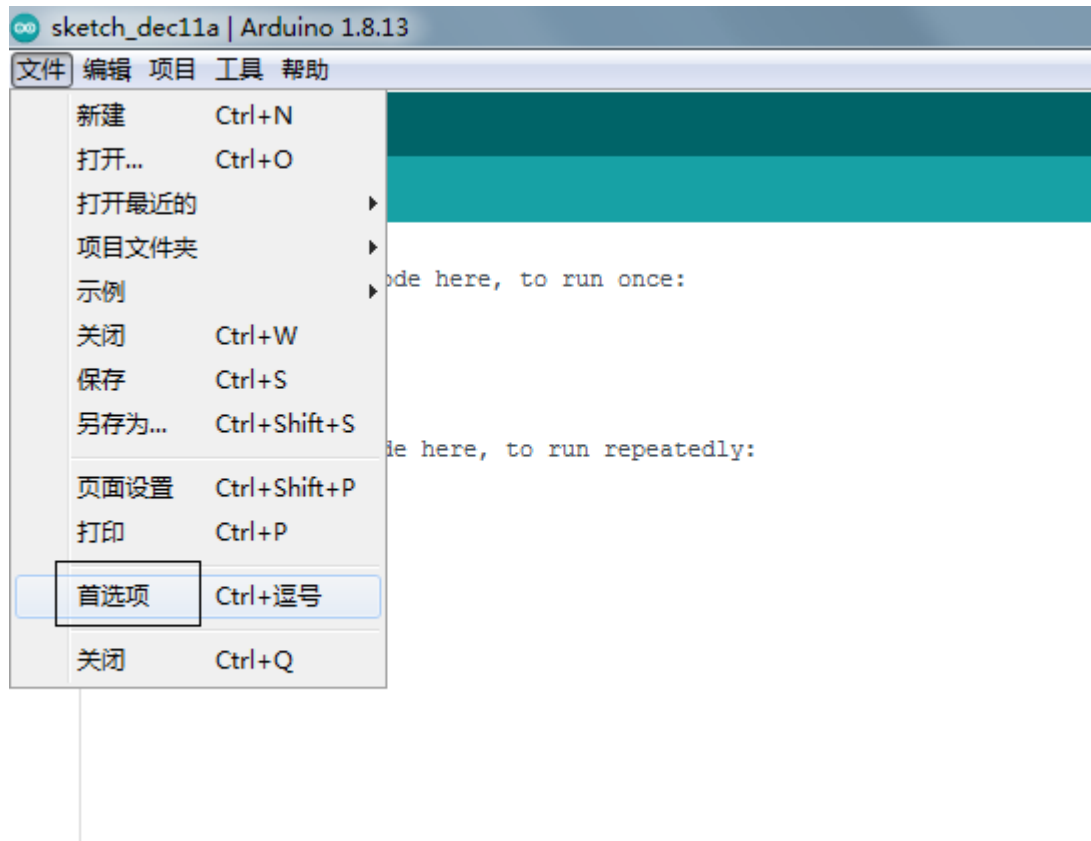 sketch_dec11a | Arduino 1.8.13
文件 编辑 项目 工具 帮助
新建 Ctrl+N
打开... Ctrl+O
打开最近的
项目文件夹
示例
ode here, to run once:
关闭 Ctrl+W
保存 Ctrl+S
另存为... Ctrl+Shift+S
de here, to run repeatedly:
页面设置 Ctrl+Shift+P
打印 Ctrl+P
首选项 Ctrl+逗号
关闭 Ctrl+Q